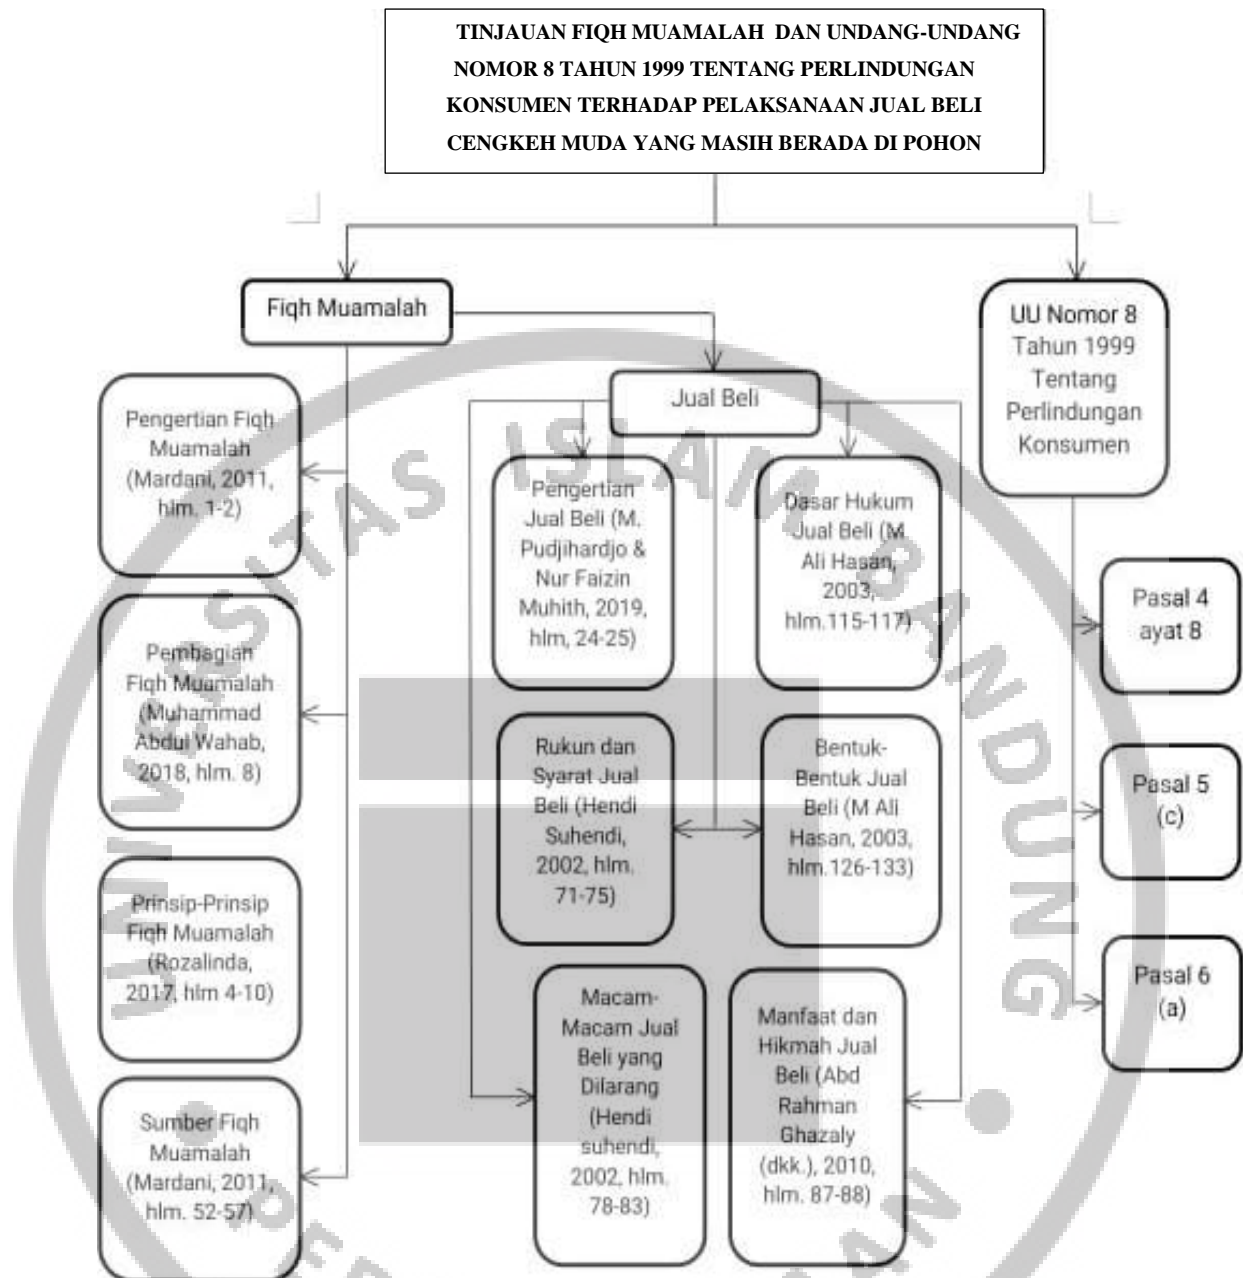 TINJAUAN FIQH MUAMALAH DAN UNDANG-UNDANG
NOMOR 8 TAHUN 1999 TENTANG PERLINDUNGAN
KONSUMEN TERHADAP PELAKSANAAN JUAL BELI
CENGKEH MUDA YANG MASIH BERADA DI POHON
Fiqh Muamalah
Pengertian Fiqh
Muamalah
(Mardani, 2011,
hlm. 1-2)
Pembagian
Fiqh Muamalah
(Muhammad
Abdul Wahab,
2018, hlm. 8)
Prinsip-Prinsip
Fiqh Muamalah
(Rozalinda,
2017, hlm 4-10)
Sumber Fiqh
Muamalah
(Mardani, 2011,
hlm. 52-57)
Jual Beli
Pengertian
Jual Beli (M.
Pudjihardjo &
Nur Faizin
Muhith, 2019,
hlm, 24-25)
Dasar Hukum
Jual Beli (M
Ali Hasan,
2003,
hlm.115-117)
Rukun dan
Syarat Jual
Beli (Hendi
Suhendi,
2002, hlm.
71-75)
Bentuk-
Bentuk Jual
Beli (M Ali
Hasan, 2003,
hlm.126-133)
Macam-
Macam Jual
Beli yang
Dilarang
(Hendi
suhendi,
2002, hlm.
78-83)
Manfaat dan
Hikmah Jual
Beli (Abd
Rahman
Ghazaly
(dkk.), 2010,
hlm. 87-88)
UU Nomor 8
Tahun 1999
Tentang
Perlindungan
Konsumen
Pasal 4
ayat 8
Pasal 5
(c)
Pasal 6
(a)
UNIVERSITAS ISLAM BANDUNG